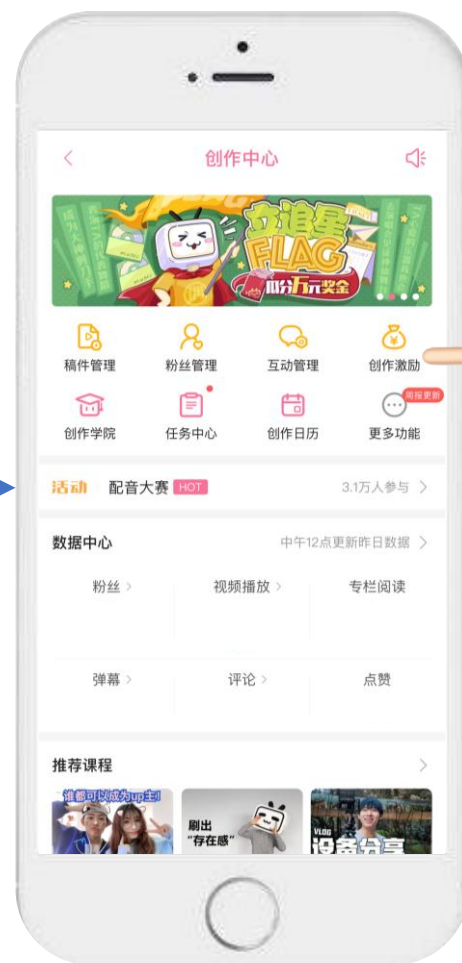 创作中心
立追星
FLAG
瓜分万元奖金
稿件管理 粉丝管理 互动管理 创作激励
周报更新
创作学院 任务中心 创作日历 更多功能
活动 配音大赛 HOT 3.1万人参与
数据中心 中午12点更新昨日数据
粉丝 视频播放 专栏阅读
弹幕 评论 点赞
推荐课程
谁都可以成为up主!
刷出
"存在感"
VLOG
设备分享